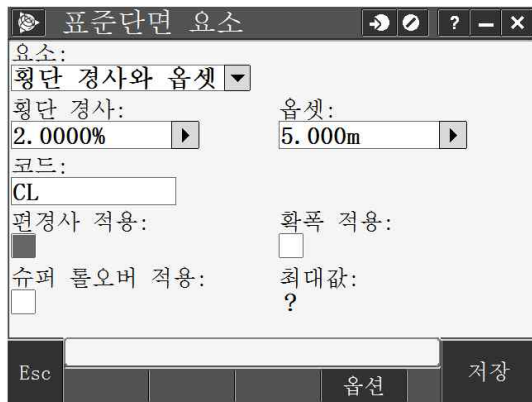 표준단면 요소
? – ×
요소:
횡단 경사와 옵셋
횡단 경사: 옵셋:
2.0000% 5.000m
코드:
CL
편경사 적용: 확폭 적용:
슈퍼 롤오버 적용: 최대값:
?
Esc 옵션 저장